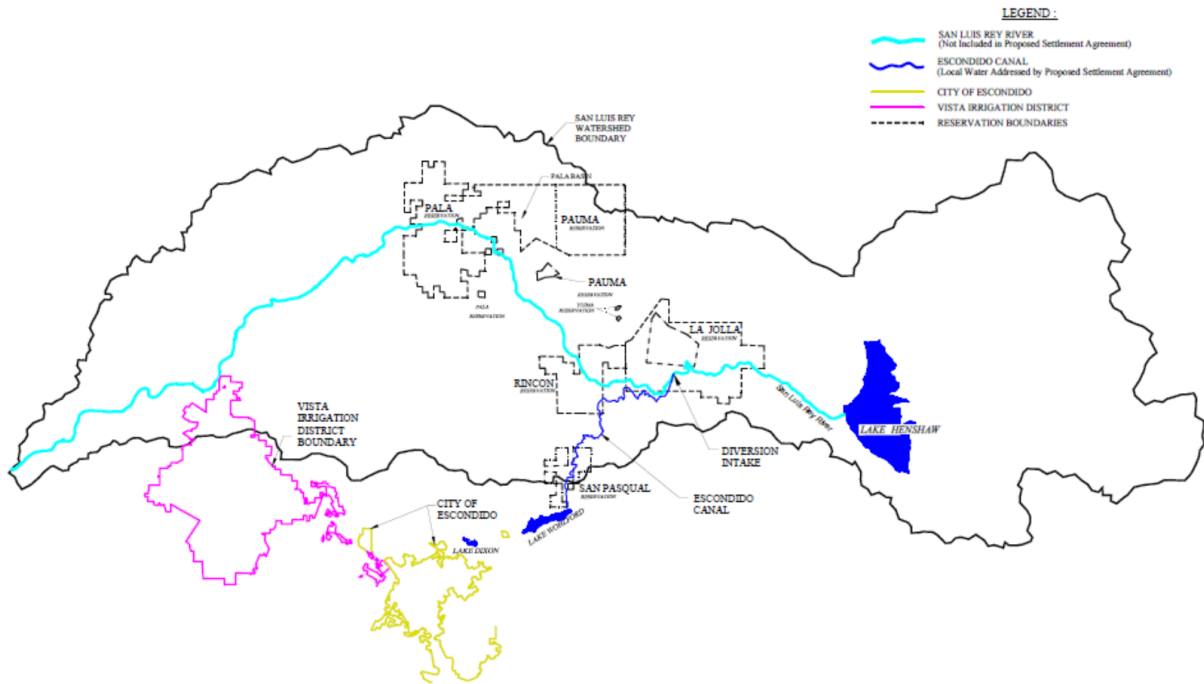 LEGEND :
SAN LUIS REY RIVER
(Not Included in Proposed Settlement Agreement)
ESCONDIDO CANAL
(Local Water Addressed by Proposed Settlement Agreement)
CITY OF ESCONDIDO
VISTA IRRIGATION DISTRICT
RESERVATION BOUNDARIES
SAN LUIS REY
WATERSHED
BOUNDARY
PALA BASIN
PALA
RESERVATION
PAUMA
RESERVATION
PAUMA
RESERVATION
YUIMA
RESERVATION
PALA
RESERVATION
LA JOLLA
RESERVATION
RINCON
RESERVATION
San Luis Rey River
LAKE HENSHAW
VISTA
IRRIGATION
DISTRICT
BOUNDARY
DIVERSION
INTAKE
SAN PASQUAL
RESERVATION
ESCONDIDO
CANAL
CITY OF
ESCONDIDO
LAKE WOHLFORD
LAKE DIXON